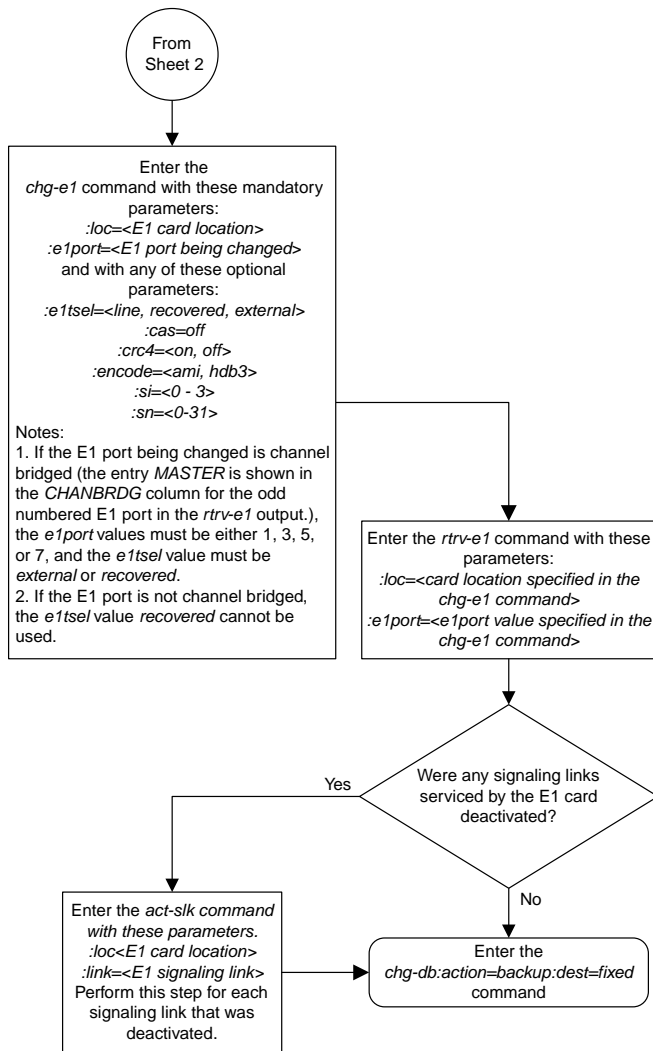 From
Sheet 2
Enter the
chg-e1 command with these mandatory
parameters:
:loc=<E1 card location>
:e1port=<E1 port being changed>
and with any of these optional
parameters:
:e1tsel=<line, recovered, external>
:cas=off
:crc4=<on, off>
:encode=<ami, hdb3>
:si=<0 - 3>
:sn=<0-31>
Notes:
1. If the E1 port being changed is channel
bridged (the entry MASTER is shown in
the CHANBRDG column for the odd
numbered E1 port in the rtrv-e1 output.),
the e1port values must be either 1, 3, 5,
or 7, and the e1tsel value must be
external or recovered.
2. If the E1 port is not channel bridged,
the e1tsel value recovered cannot be
used.
Enter the rtrv-e1 command with these
parameters:
:loc=<card location specified in the
chg-e1 command>
:e1port=<e1port value specified in the
chg-e1 command>
Were any signaling links
serviced by the E1 card
deactivated?
Yes
No
Enter the act-slk command
with these parameters.
:loc<E1 card location>
:link=<E1 signaling link>
Perform this step for each
signaling link that was
deactivated.
Enter the
chg-db:action=backup:dest=fixed
command